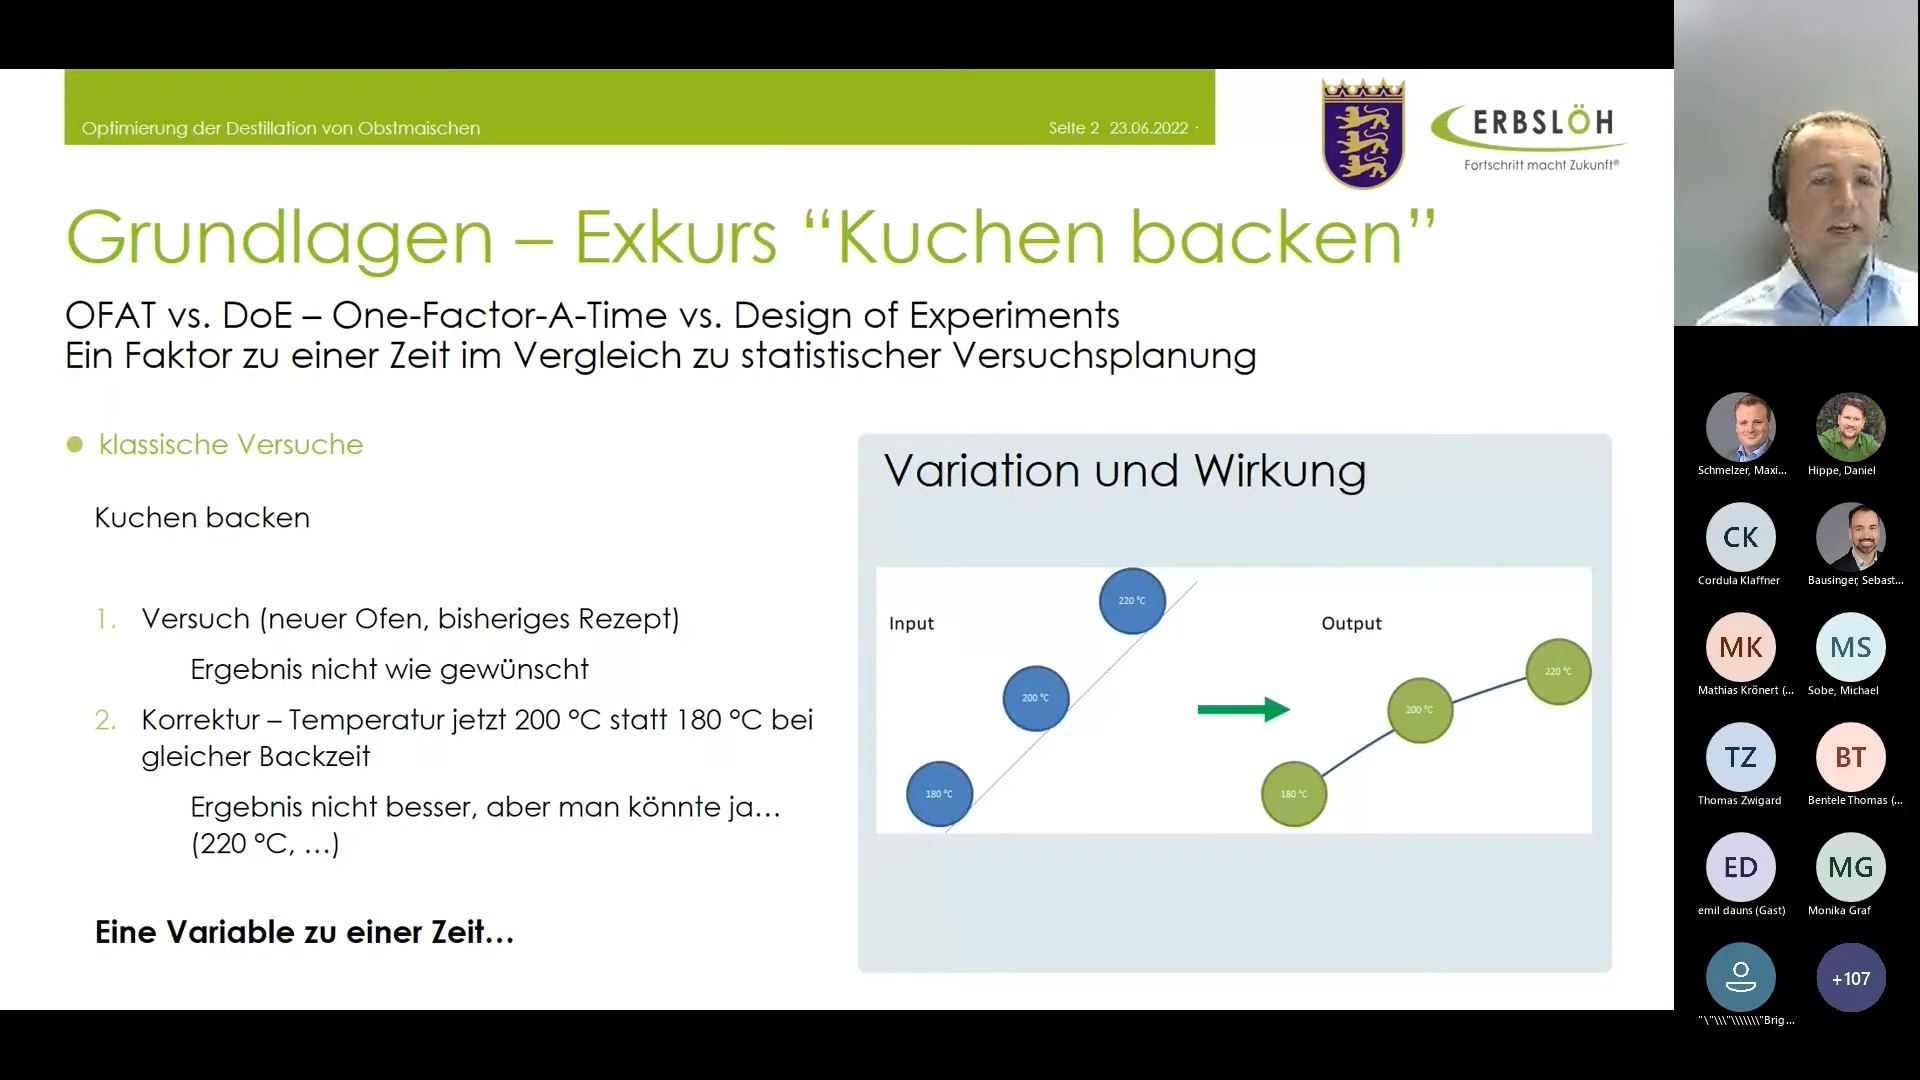 Optimierung der Destillation von Obstmaischen
Seite 2 23.06.2022 ·
ERBSLÖH
Fortschritt macht Zukunft®
Grundlagen – Exkurs “Kuchen backen”
OFAT vs. DoE – One-Factor-A-Time vs. Design of Experiments
Ein Faktor zu einer Zeit im Vergleich zu statistischer Versuchsplanung
klassische Versuche
Kuchen backen
1. Versuch (neuer Ofen, bisheriges Rezept)
Ergebnis nicht wie gewünscht
2. Korrektur – Temperatur jetzt 200 °C statt 180 °C bei
gleicher Backzeit
Ergebnis nicht besser, aber man könnte ja…
(220 °C, …)
Eine Variable zu einer Zeit…
Variation und Wirkung
Input
220 °C
200 °C
180 °C
Output
220 °C
200 °C
180 °C
Schmelzer, Maxi...
Hippe, Daniel
CK
Cordula Klaffner
Bausinger, Sebast...
MK
Mathias Krönert (...
MS
Sobe, Michael
TZ
Thomas Zwigard
BT
Bentele Thomas (...
ED
emil dauns (Gast)
MG
Monika Graf
"\"\\\"\\\\\\\"Brig...
+107